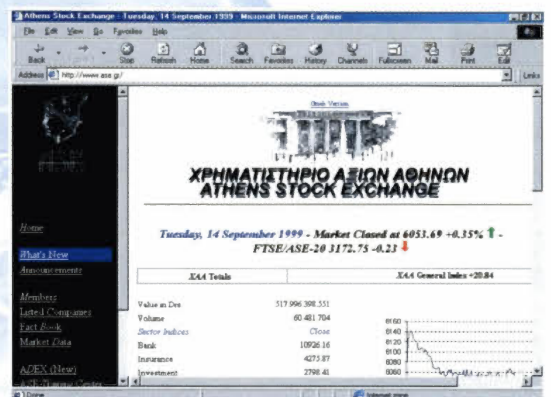 Athens Stock Exchange - Tuesday, 14 September 1999 - Microsoft Internet Explorer
File Edit View Go Favorites Help
Back Stop Refresh Home Search Favorites History Channels Fullscreen Mail Print Edit
Address http://www.ase.gr/ Links
Greek Version
ΧΡΗΜΑΤΙΣΤΗΡΙΟ ΑΞΙΩΝ ΑΘΗΝΩΝ
ATHENS STOCK EXCHANGE
Home
What's New
Announcements
Members
Listed Companies
Fact Book
Market Data
ADEX (New)
ASE Training Center
Tuesday, 14 September 1999 - Market Closed at 6053.69 +0.35% -
FTSE/ASE-20 3172.75 -0.23
XAA Totals XAA General Index +20.84
Value in Drs 517 996 398.551
Volume 60 481 704
Sector Indices Close
Bank 10926.16
Insurance 4275.87
Investment 2798.41
6160
6140
6120
6100
6080
6060
Done Internet zone